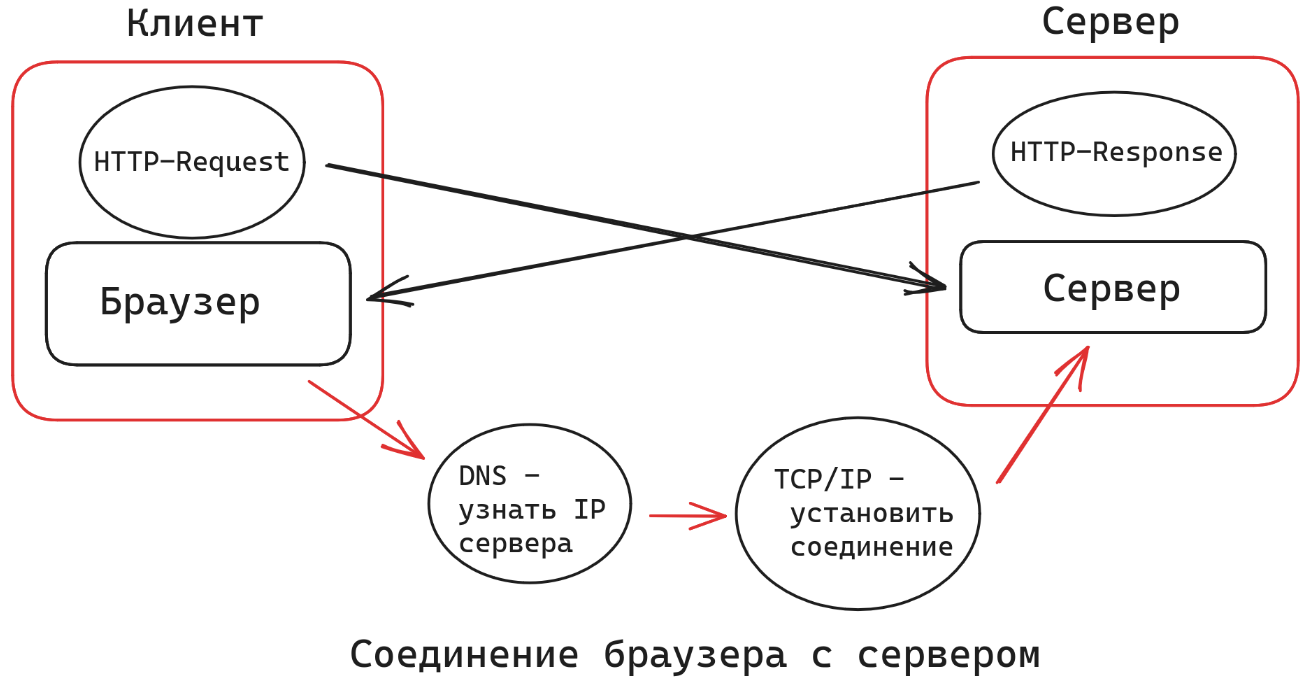 Клиент
Сервер
HTTP-Request
HTTP-Response
Браузер
Сервер
DNS -
узнать IP
сервера
TCP/IP -
установить
соединение
Соединение браузера с сервером